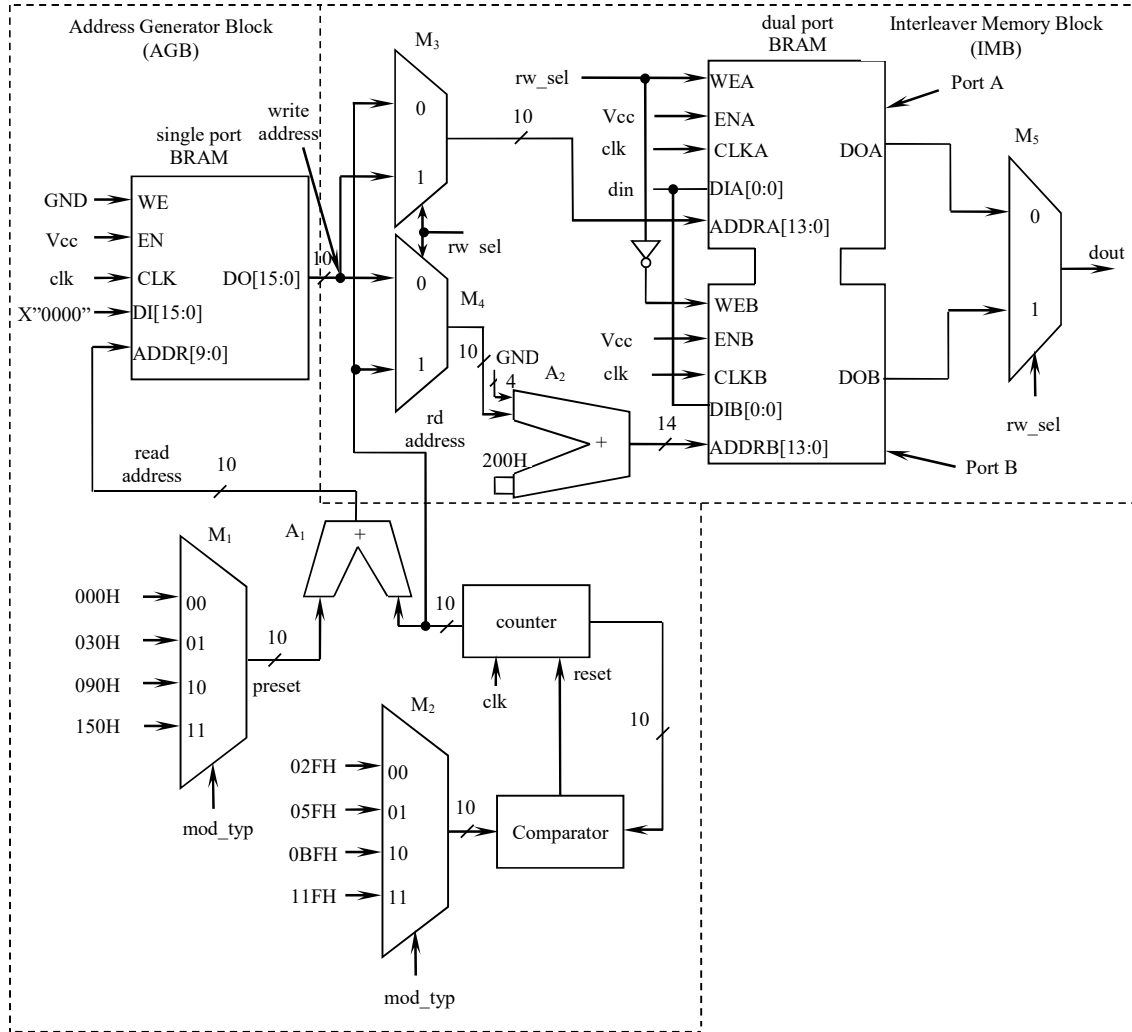 Address Generator Block
(AGB)
dual port
BRAM
Interleaver Memory Block
(IMB)
M3
rw_sel
WEA
Port A
write
address
single port
BRAM
0
10
Vcc
ENA
M5
clk
CLKA
DOA
1
din
DIA[0:0]
GND
WE
0
ADDRA[13:0]
Vcc
EN
rw_sel
dout
clk
CLK
DO[15:0]
10
0
M4
WEB
X”0000”
DI[15:0]
1
Vcc
ENB
ADDR[9:0]
1
10
GND
4
A2
clk
CLKB
DOB
DIB[0:0]
rd
address
14
rw_sel
+
ADDRB[13:0]
read
address
10
200H
Port B
M1
A1
+
000H
00
10
counter
030H
01
10
090H
10
preset
reset
150H
11
clk
M2
10
02FH
00
mod_typ
05FH
01
10
Comparator
0BFH
10
11FH
11
mod_typ